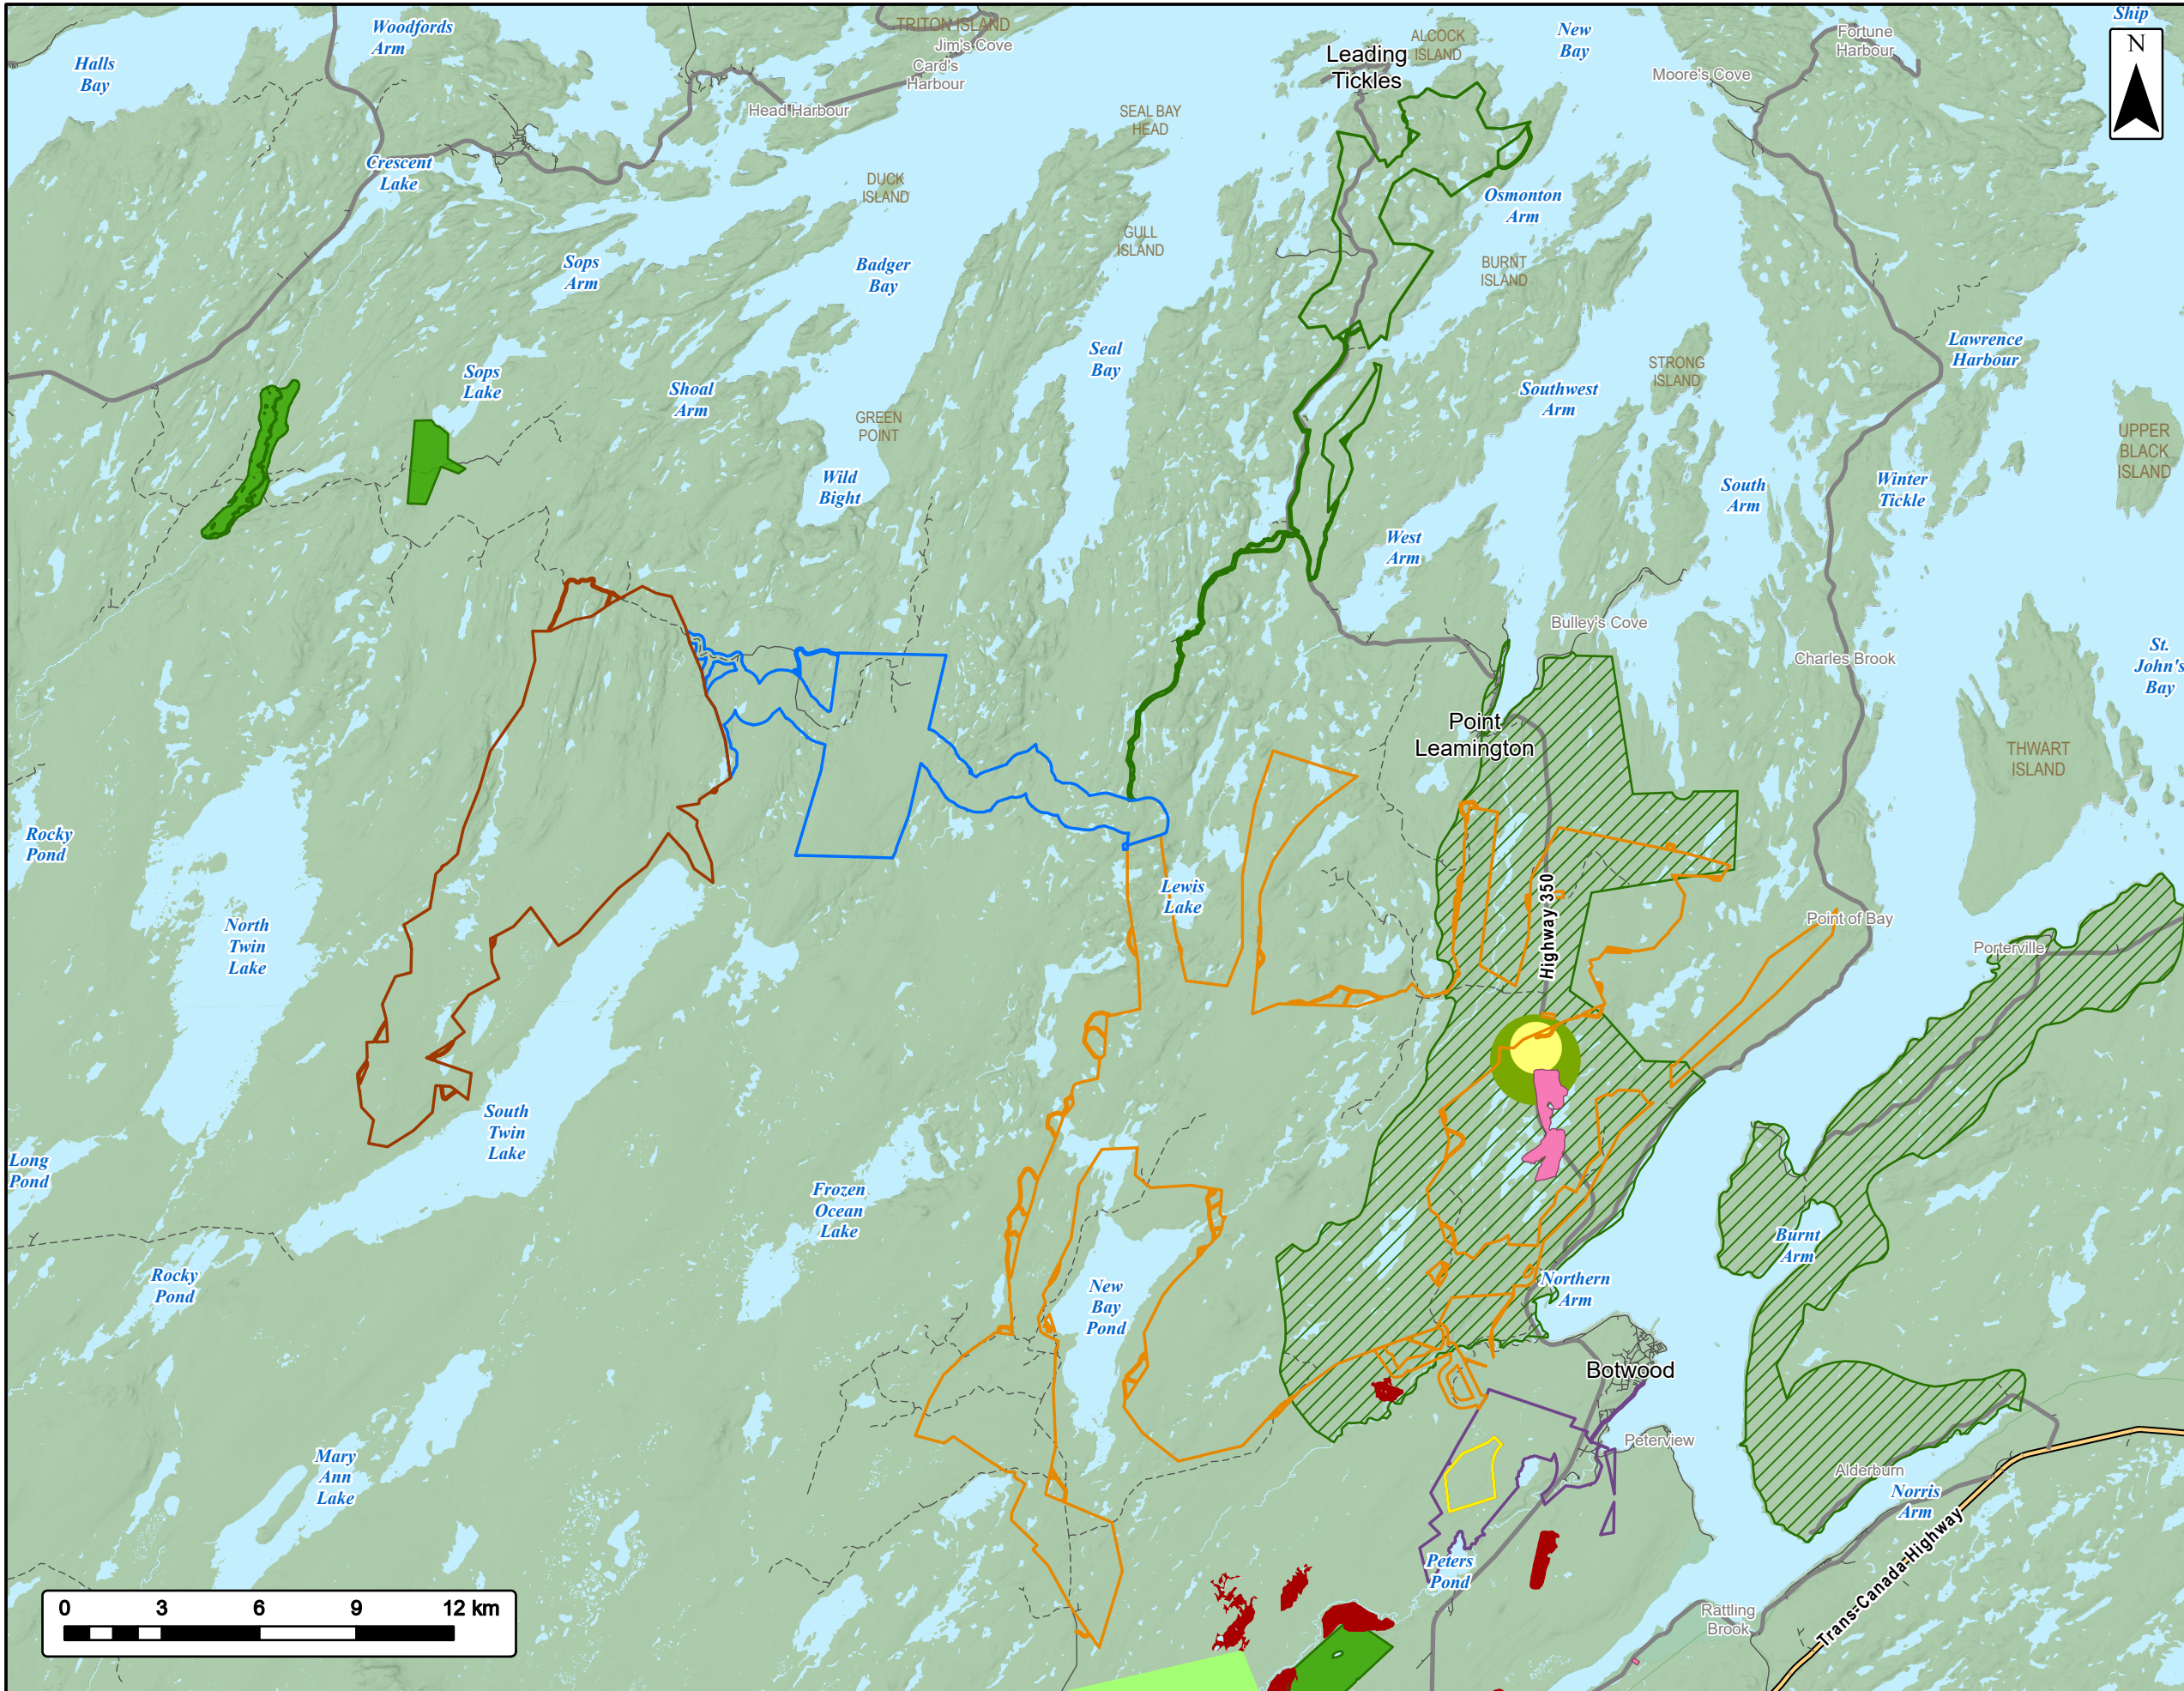 Woodfords
Arm
Halls
Bay
TRITON ISLAND
Jim's Cove
Card's
Harbour
Head Harbour
Leading
Tickles
ALCOCK
ISLAND
New
Bay
Moore's Cove
Fortune
Harbour
Ship
N
Crescent
Lake
DUCK
ISLAND
SEAL BAY
HEAD
GULL
ISLAND
Osmonton
Arm
BURNT
ISLAND
Sops
Arm
Badger
Bay
Seal
Bay
Sops
Lake
Shoal
Arm
GREEN
POINT
Wild
Bight
Southwest
Arm
STRONG
ISLAND
Lawrence
Harbour
UPPER
BLACK
ISLAND
South
Arm
Winter
Tickle
West
Arm
Bulley's Cove
Charles Brook
St.
John's
Bay
Point
Leamington
THWART
ISLAND
Rocky
Pond
North
Twin
Lake
Lewis
Lake
Highway 350
Point of Bay
Porterville
Long
Pond
South
Twin
Lake
Frozen
Ocean
Lake
Rocky
Pond
New
Bay
Pond
Northern
Arm
Burnt
Arm
Botwood
Peterview
Alderburn
Norris
Arm
Mary
Ann
Lake
Peters
Pond
Rattling
Brook
Trans-Canada-Highway
0 3 6 9 12 km